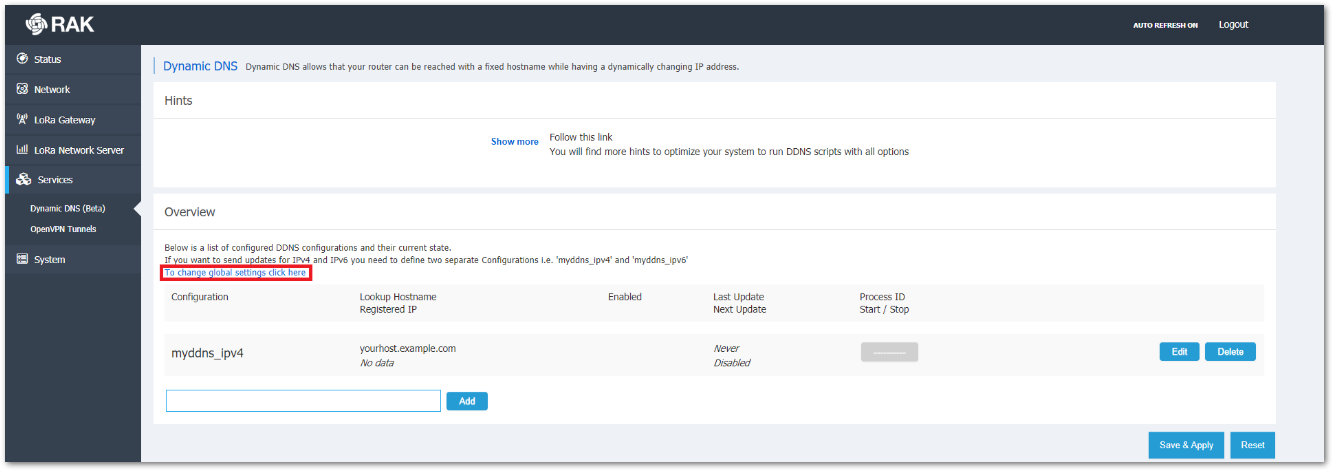 RAK
AUTO REFRESH ON
Logout
Status
Network
LoRa Gateway
LoRa Network Server
Services
Dynamic DNS (Beta)
OpenVPN Tunnels
System
Dynamic DNS Dynamic DNS allows that your router can be reached with a fixed hostname while having a dynamically changing IP address.
Hints
Show more
Follow this link
You will find more hints to optimize your system to run DDNS scripts with all options
Overview
Below is a list of configured DDNS configurations and their current state.
If you want to send updates for IPv4 and IPv6 you need to define two separate Configurations i.e. 'myddns_ipv4' and 'myddns_ipv6'
To change global settings click here
Configuration
Lookup Hostname
Registered IP
Enabled
Last Update
Next Update
Process ID
Start / Stop
myddns_ipv4
yourhost.example.com
No data
Never
Disabled
Edit
Delete
Add
Save & Apply
Reset